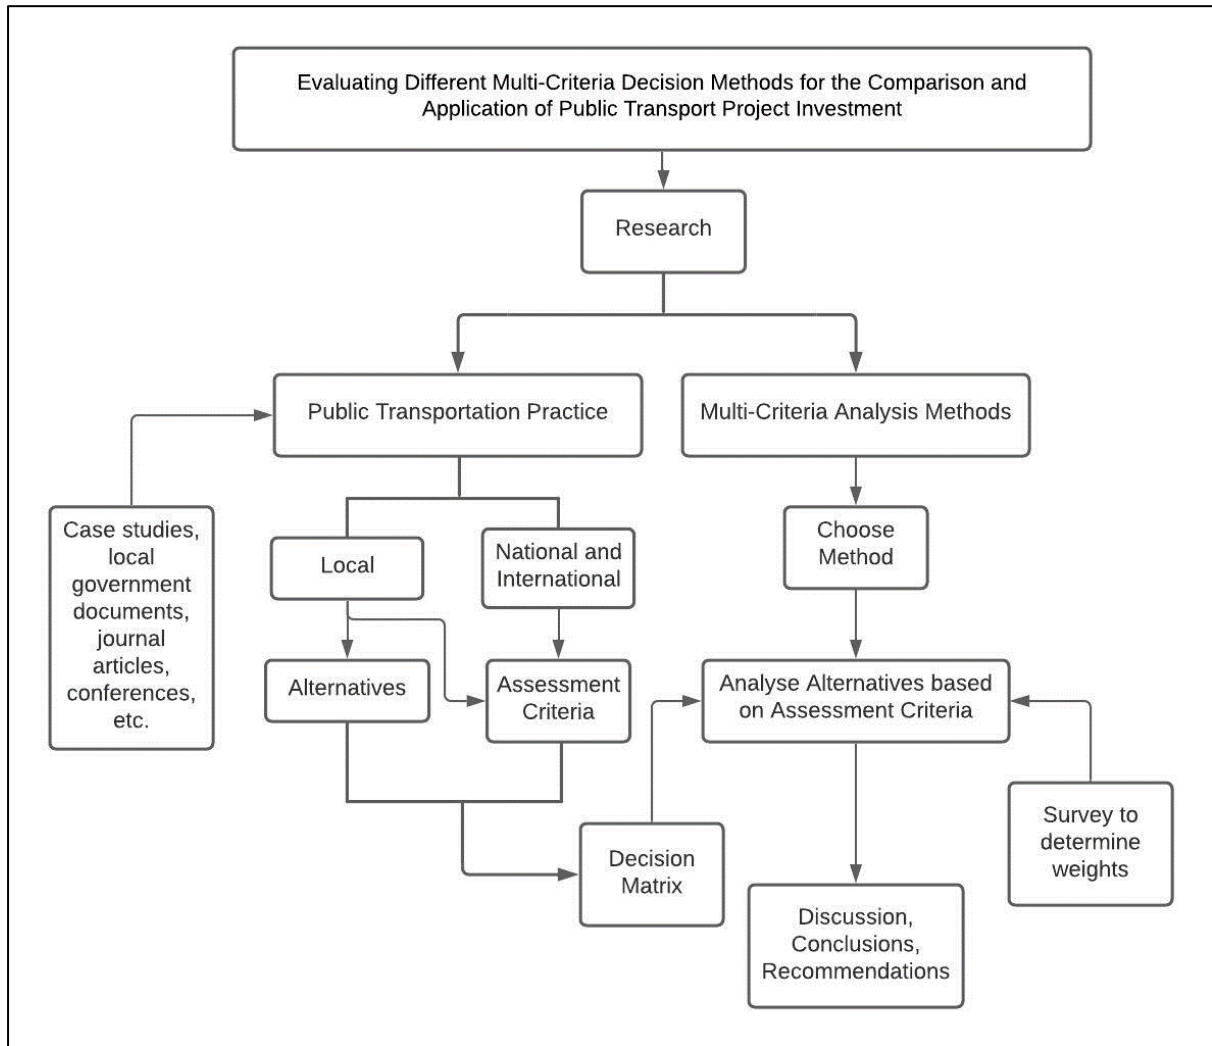 Evaluating Different Multi-Criteria Decision Methods for the Comparison and
Application of Public Transport Project Investment
Research
Public Transportation Practice
Multi-Criteria Analysis Methods
Case studies,
local
government
documents,
journal
articles,
conferences,
etc.
Local
National and
International
Choose
Method
Alternatives
Assessment
Criteria
Analyse Alternatives based
on Assessment Criteria
Decision
Matrix
Survey to
determine
weights
Discussion,
Conclusions,
Recommendations